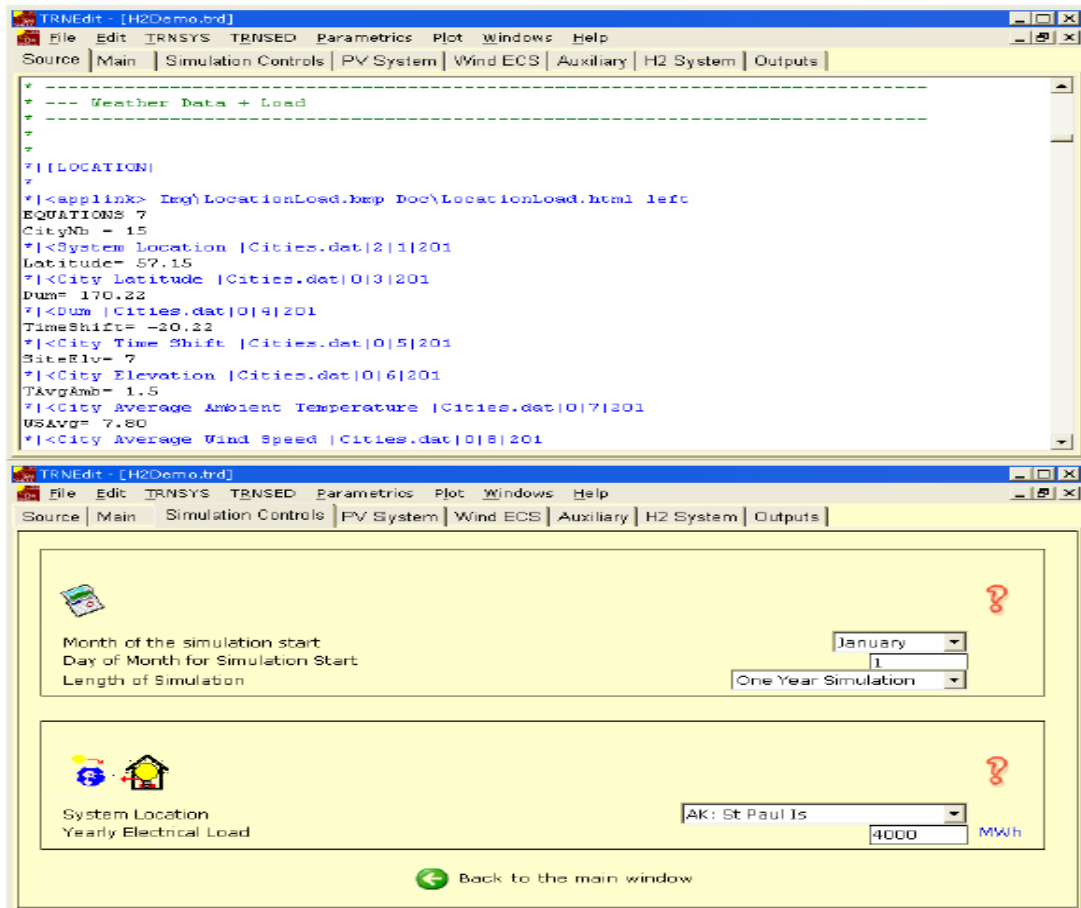 TRNEdit - [H2Demo.trd]
File Edit TRNSYS TRNSED Parametrics Plot Windows Help
Source Main Simulation Controls PV System Wind ECS Auxiliary H2 System Outputs
* ------------------------------------------------------------------------------
* --- Weather Data + Load
* ------------------------------------------------------------------------------
*
*
*|[LOCATION|
*
*|<applink> Img\LocationLoad.bmp Doc\LocationLoad.html left
EQUATIONS 7
CityNb = 15
*|<System Location |Cities.dat|2|1|201
Latitude= 57.15
*|<City Latitude |Cities.dat|0|3|201
Dum= 170.22
*|<Dum |Cities.dat|0|4|201
TimeShift= -20.22
*|<City Time Shift |Cities.dat|0|5|201
SiteElv= 7
*|<City Elevation |Cities.dat|0|6|201
TAvgAmb= 1.5
*|<City Average Ambient Temperature |Cities.dat|0|7|201
WSAvg= 7.80
*|<City Average Wind Speed |Cities.dat|0|8|201
TRNEdit - [H2Demo.trd]
File Edit TRNSYS TRNSED Parametrics Plot Windows Help
Source Main Simulation Controls PV System Wind ECS Auxiliary H2 System Outputs
Month of the simulation start January
Day of Month for Simulation Start 1
Length of Simulation One Year Simulation
System Location AK: St Paul Is
Yearly Electrical Load 4000 MWh
Back to the main window